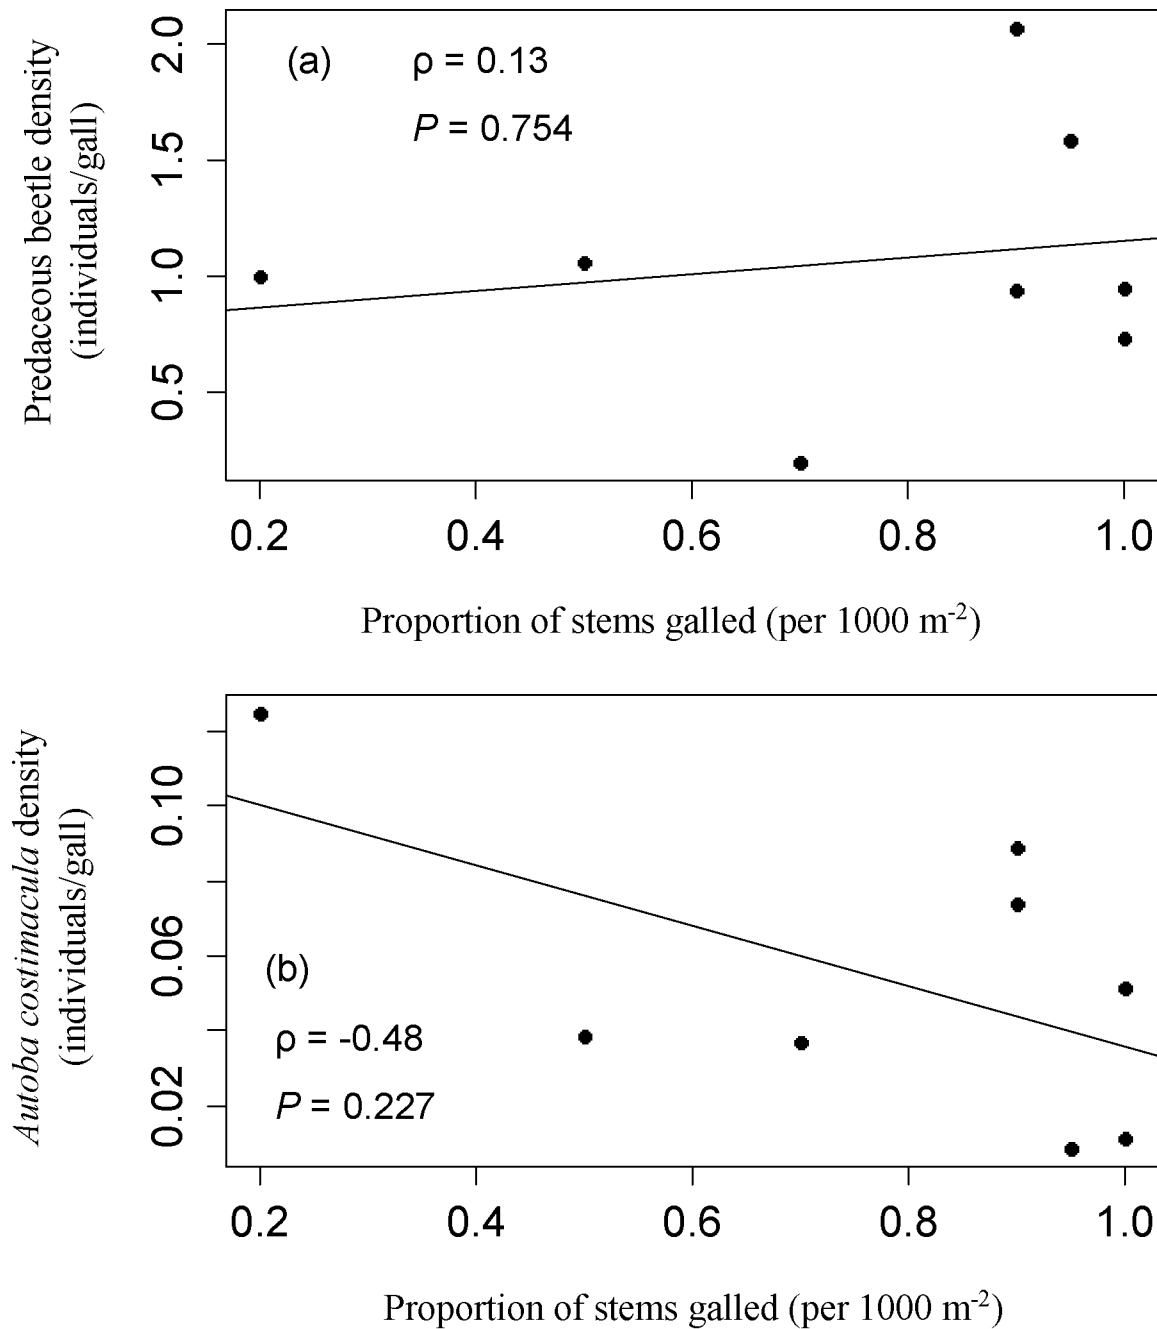 Predaceous beetle density
(individuals/gall)
2.0
1.5
1.0
0.5
(a)
ρ = 0.13
P = 0.754
0.2 0.4 0.6 0.8 1.0
Proportion of stems galled (per 1000 m-2)
Autoba costimacula density
(individuals/gall)
0.10
0.06
0.02
(b)
ρ = -0.48
P = 0.227
0.2 0.4 0.6 0.8 1.0
Proportion of stems galled (per 1000 m-2)